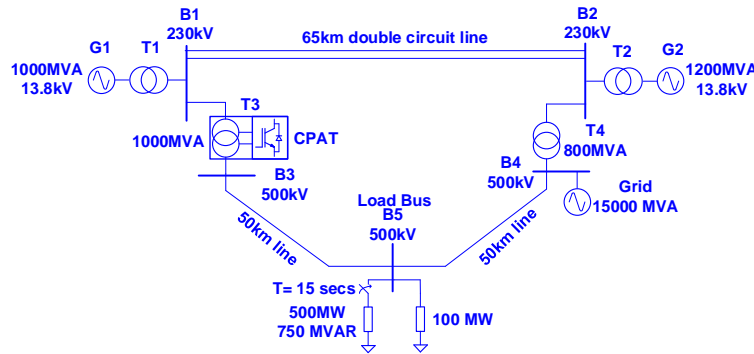 B1
230kV
65km double circuit line
B2
230kV
G1
T1
T2
G2
1000MVA
13.8kV
1200MVA
13.8kV
T3
1000MVA
CPAT
T4
800MVA
B3
500kV
B4
500kV
Grid
15000 MVA
Load Bus
B5
500kV
50km line
50km line
T= 15 secs
500MW
750 MVAR
100 MW